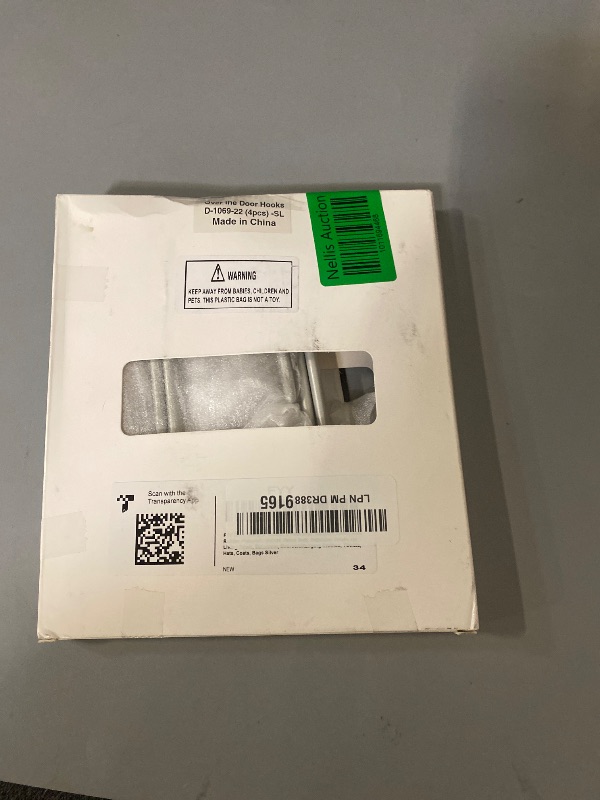 Over the Door Hooks
D-1069-22 (4pcs) -SL
Made in China
Nellis Auction
WARNING
KEEP AWAY FROM BABIES, CHILDREN AND
PETS. THIS PLASTIC BAG IS NOT A TOY.
Scan with the
Transparency App
LPN PM DR3889165
Hats, Coats, Bags Silver
NEW
34